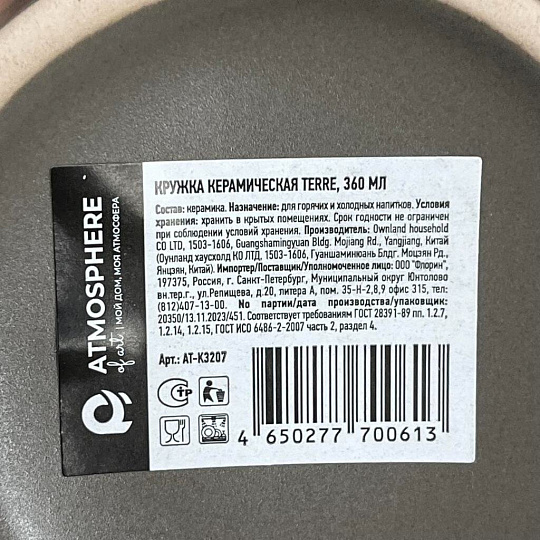 КРУЖКА КЕРАМИЧЕСКАЯ TERRE, 360 МЛ
Состав: керамика. Назначение: для горячих и холодных напитков. Условия
хранения: хранить в крытых помещениях. Срок годности не ограничен
при соблюдении условий хранения. Производитель: Ownland household
CO LTD, 1503-1606, Guangshamingyuan Bldg. Mojiang Rd., Yangjiang, Китай
(Оунланд хаусхолд КО ЛТД, 1503-1606, Гуаншаминюань Блдг. Моцзян Рд.,
Янцзян, Китай). Импортер/Поставщик/Уполномоченное лицо: ООО "Флорин",
197375, Россия, г. Санкт-Петербург, Муниципальный округ Юнтолово
вн.тер.г., ул.Репищева, д.20, литера А, пом. 35-Н-2,8,9 офис 315, тел:
(812)407-13-00. No партии/дата производства/упаковщик:
20350/13.11.2023/451. Соответствует требованиям ГОСТ 28391-89 пп. 1.2.7,
1.2.14, 1.2.15, ГОСТ ИСО 6486-2-2007 часть 2, раздел 4.
Арт.: AT-K3207
4 650277 700613
ATMOSPHERE
of art | МОЙ ДОМ, МОЯ АТМОСФЕРА